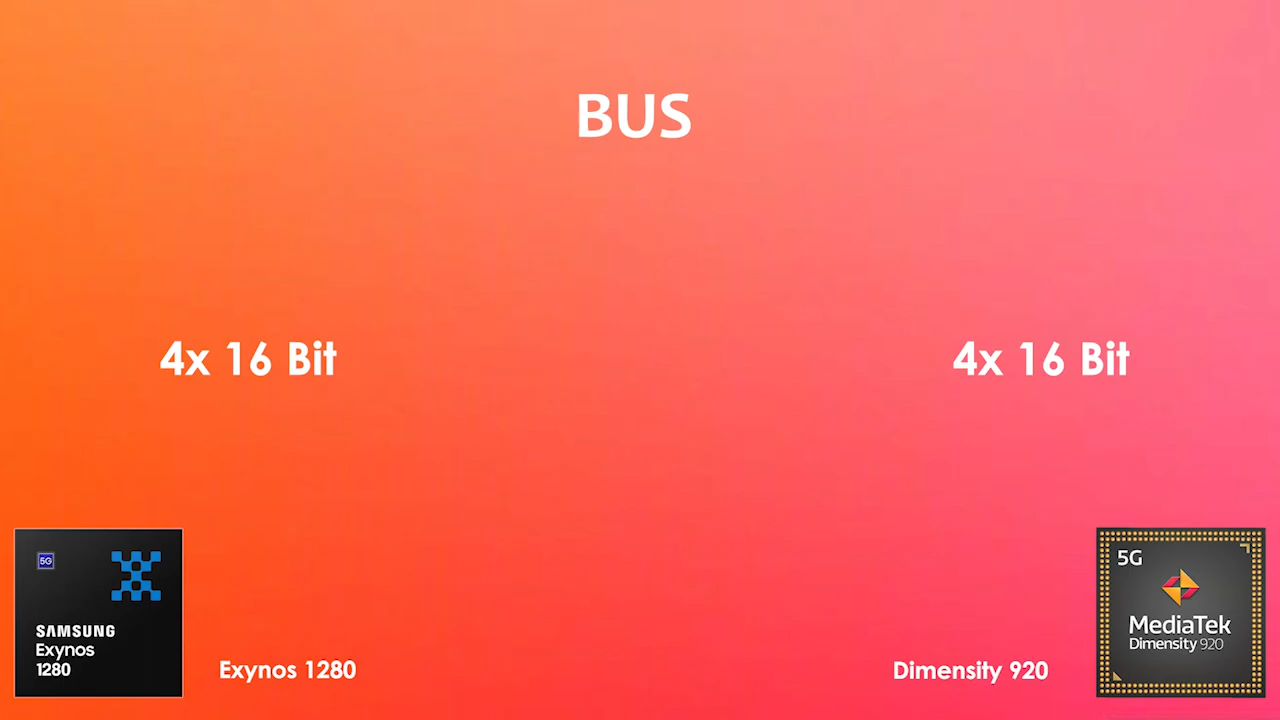 BUS
4x 16 Bit
4x 16 Bit
5G
SAMSUNG
Exynos
1280
Exynos 1280
Dimensity 920
5G
MediaTek
Dimensity 920